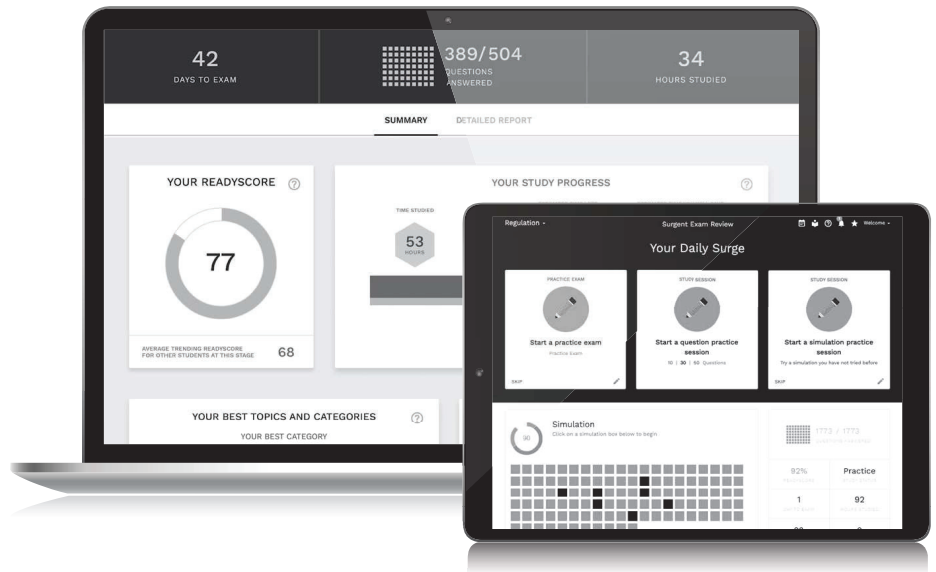 42
DAYS TO EXAM
389/504
QUESTIONS
ANSWERED
34
HOURS STUDIED
SUMMARY
DETAILED REPORT
YOUR READYSCORE ?
77
AVERAGE TRENDING READYSCORE
FOR OTHER STUDENTS AT THIS STAGE
68
YOUR STUDY PROGRESS ?
TIME STUDIED
53
HOURS
YOUR BEST TOPICS AND CATEGORIES ?
YOUR BEST CATEGORY
Regulation
Surgent Exam Review
Welcome
Your Daily Surge
PRACTICE EXAM
Start a practice exam
Practice Exam
SKIP
STUDY SESSION
Start a question practice
session
10 | 30 | 60 Questions
STUDY SESSION
Start a simulation practice
session
Try a simulation you have not tried before
SKIP
90
Simulation
Click on a simulation box below to begin
1773 / 1773
92%
Practice
1
92